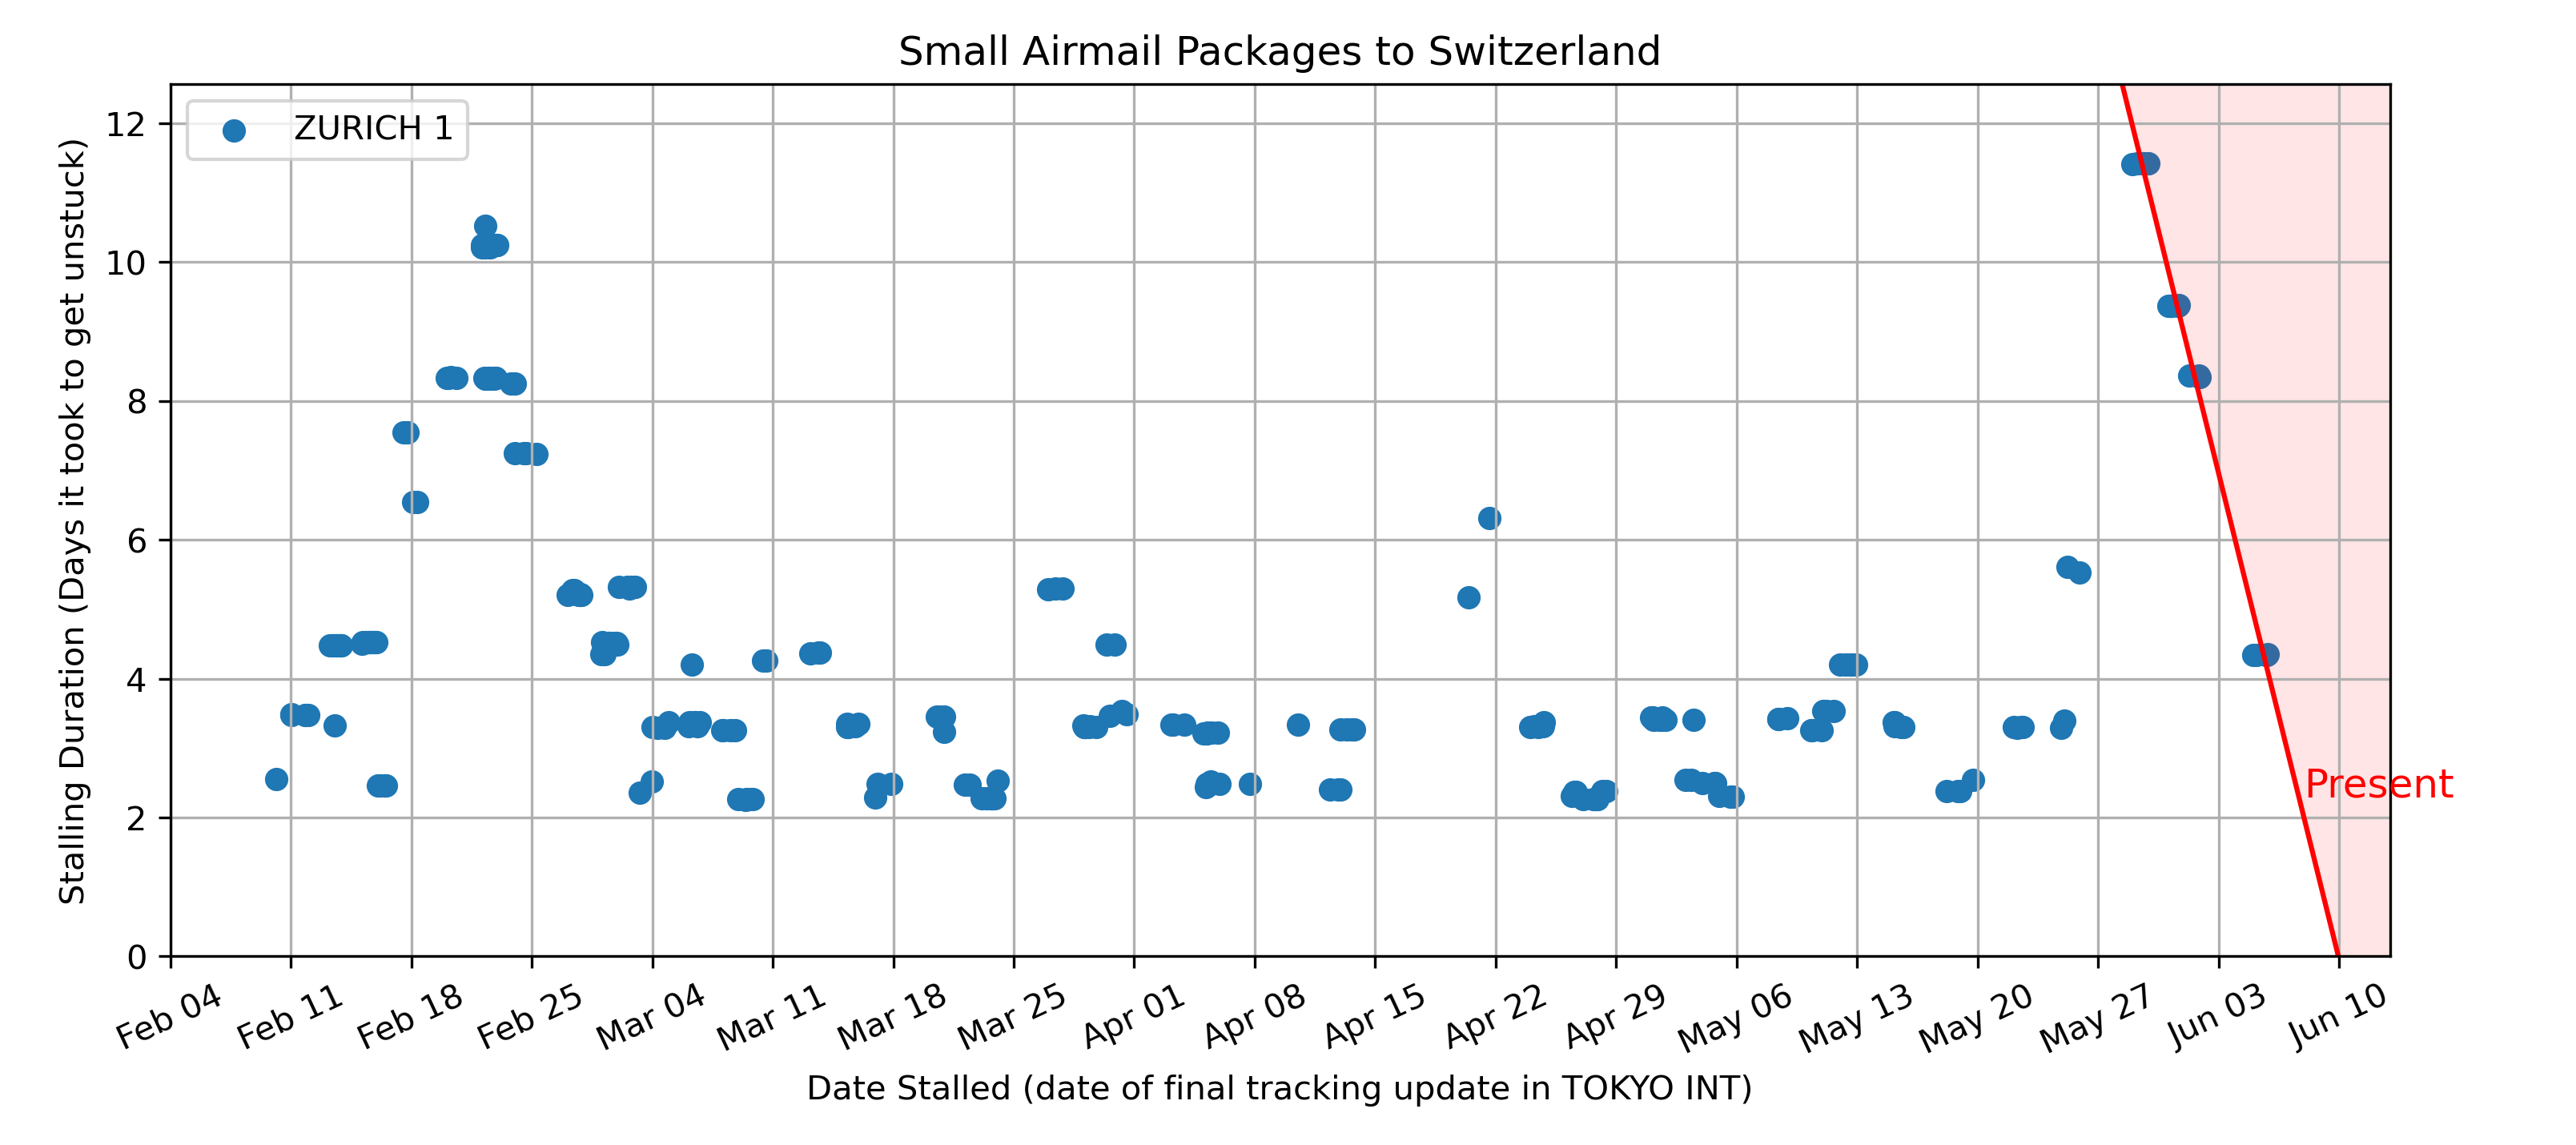 Small Airmail Packages to Switzerland
ZURICH 1
Stalling Duration (Days it took to get unstuck)
12
10
8
6
4
2
0
Present
Feb 04
Feb 11
Feb 18
Feb 25
Mar 04
Mar 11
Mar 18
Mar 25
Apr 01
Apr 08
Apr 15
Apr 22
Apr 29
May 06
May 13
May 20
May 27
Jun 03
Jun 10
Date Stalled (date of final tracking update in TOKYO INT)